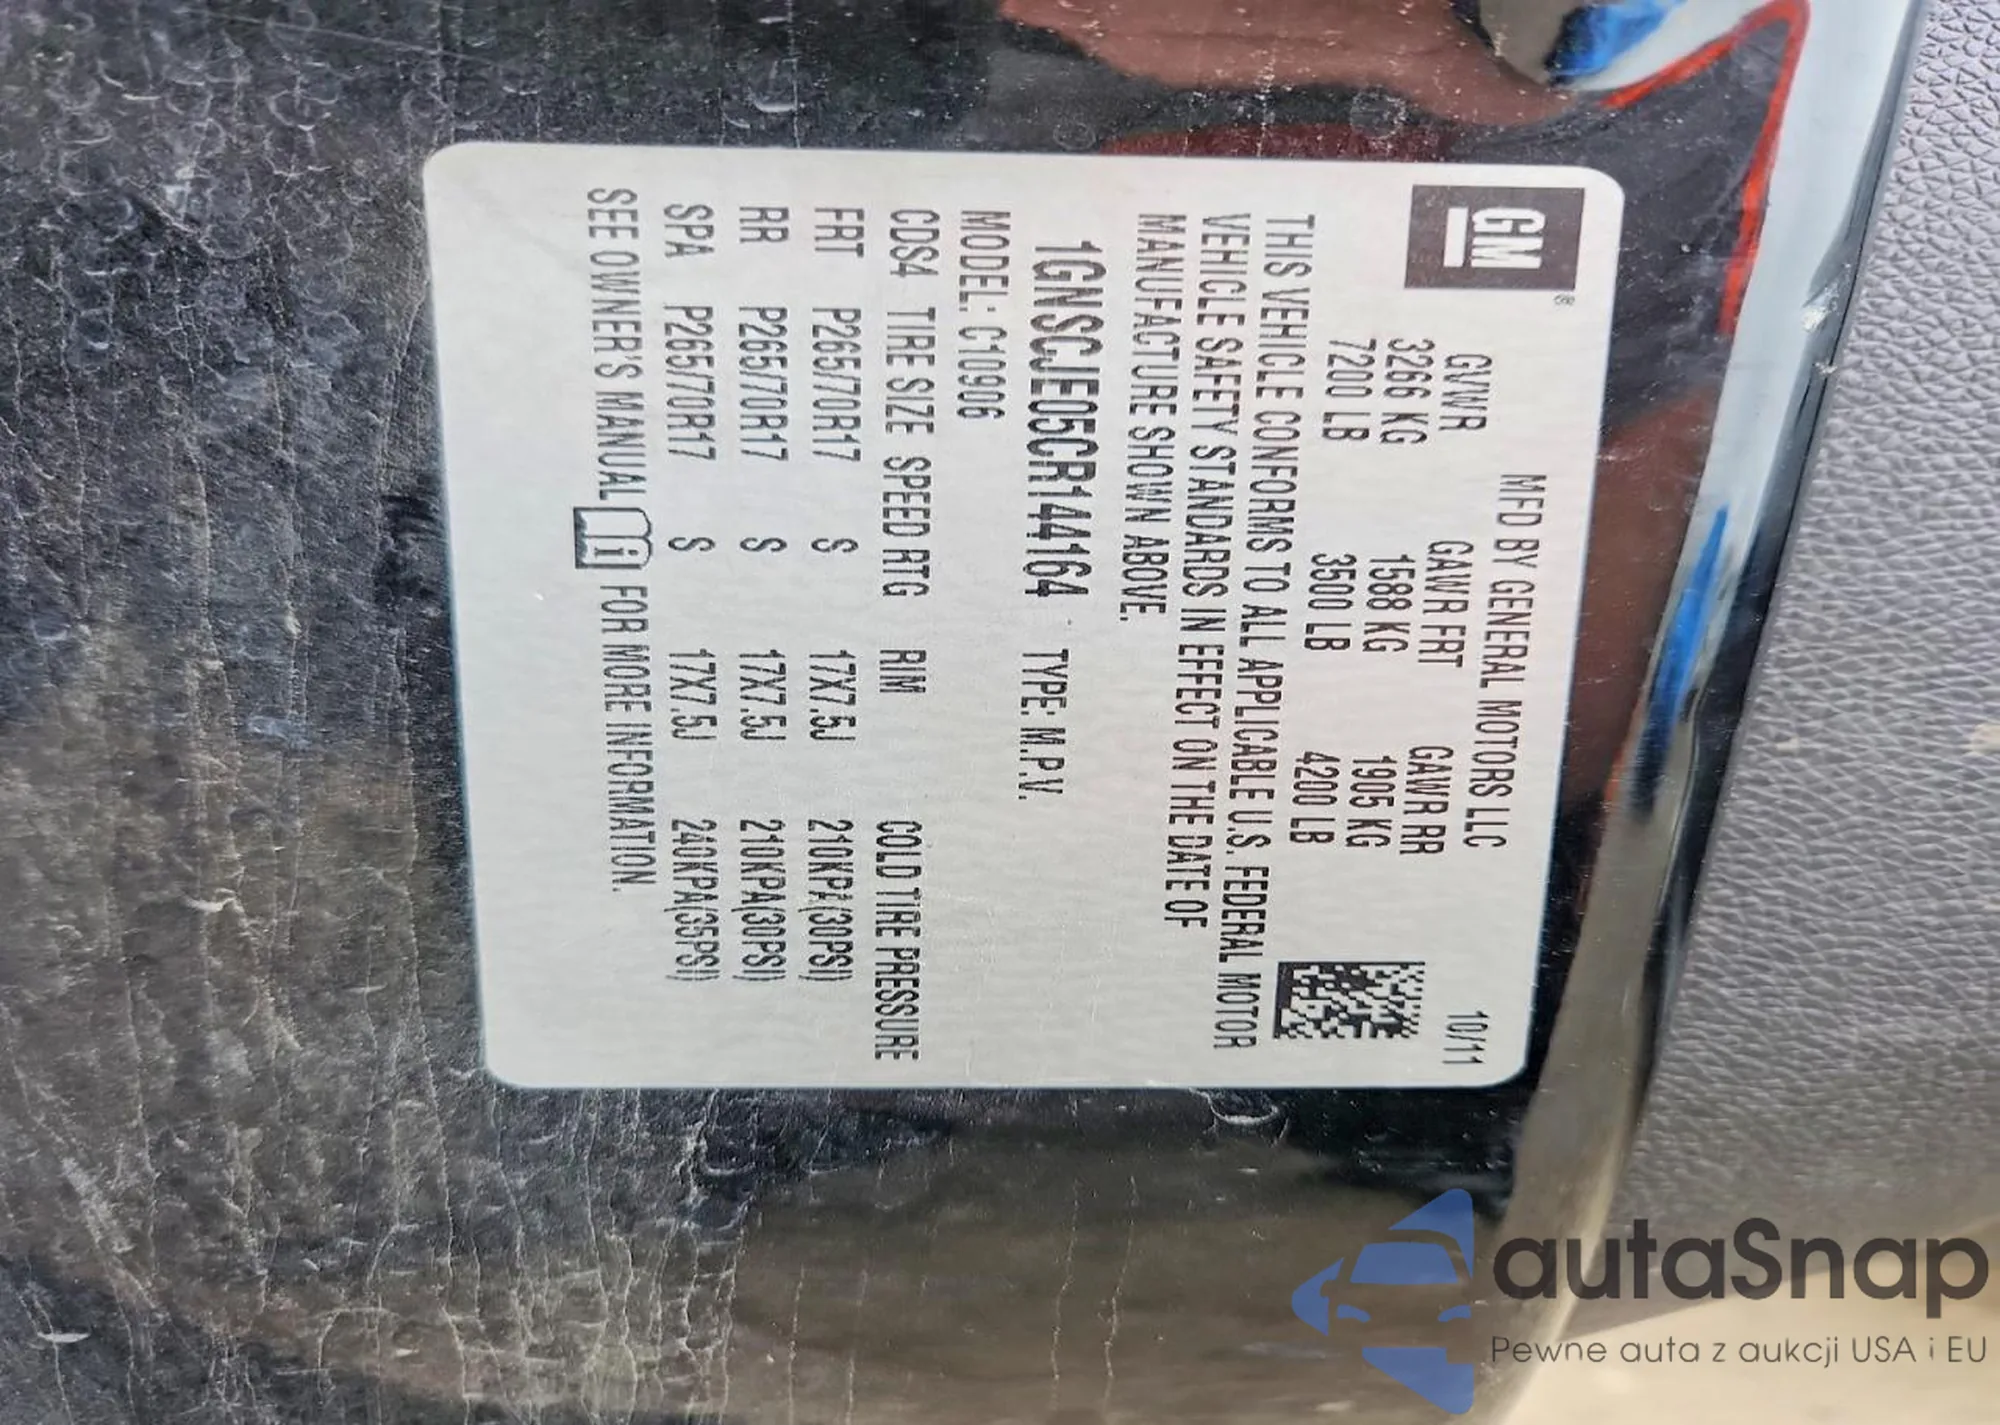 GM®
MFD BY GENERAL MOTORS LLC 10/11
GVWR GAWR FRT GAWR RR
3266 KG 1588 KG 1905 KG
7200 LB 3500 LB 4200 LB
THIS VEHICLE CONFORMS TO ALL APPLICABLE U.S. FEDERAL MOTOR
VEHICLE SAFETY STANDARDS IN EFFECT ON THE DATE OF
MANUFACTURE SHOWN ABOVE.
1GNSCJE05CR144164 TYPE: M.P.V.
MODEL: C10906
CDS4 TIRE SIZE SPEED RTG RIM COLD TIRE PRESSURE
FRT P265/70R17 S 17X7.5J 210KPA(30PSI)
RR P265/70R17 S 17X7.5J 210KPA(30PSI)
SPA P265/70R17 S 17X7.5J 240KPA(35PSI)
SEE OWNER'S MANUAL i FOR MORE INFORMATION.
autaSnap
Pewne auta z aukcji USA i EU